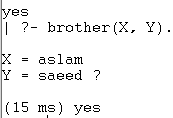 yes
| ?- brother(X, Y).
X = aslam
Y = saeed ?
(15 ms) yes